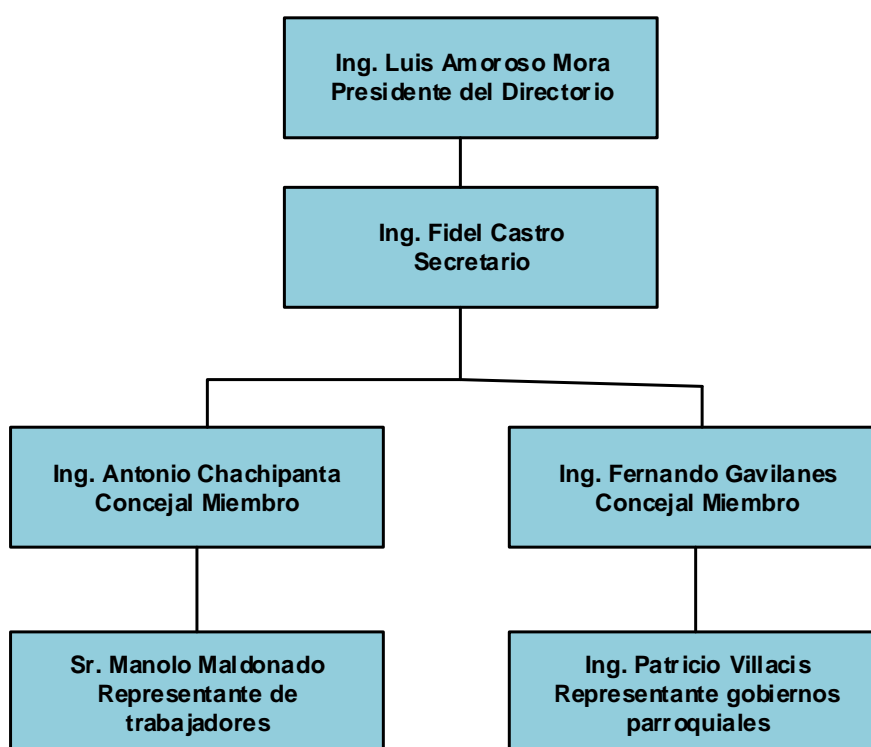 Ing. Luis Amoroso Mora
Presidente del Directorio
Ing. Fidel Castro
Secretario
Ing. Antonio Chachipanta
Concejal Miembro
Ing. Fernando Gavilanes
Concejal Miembro
Sr. Manolo Maldonado
Representante de
trabajadores
Ing. Patricio Villacis
Representante gobiernos
parroquiales